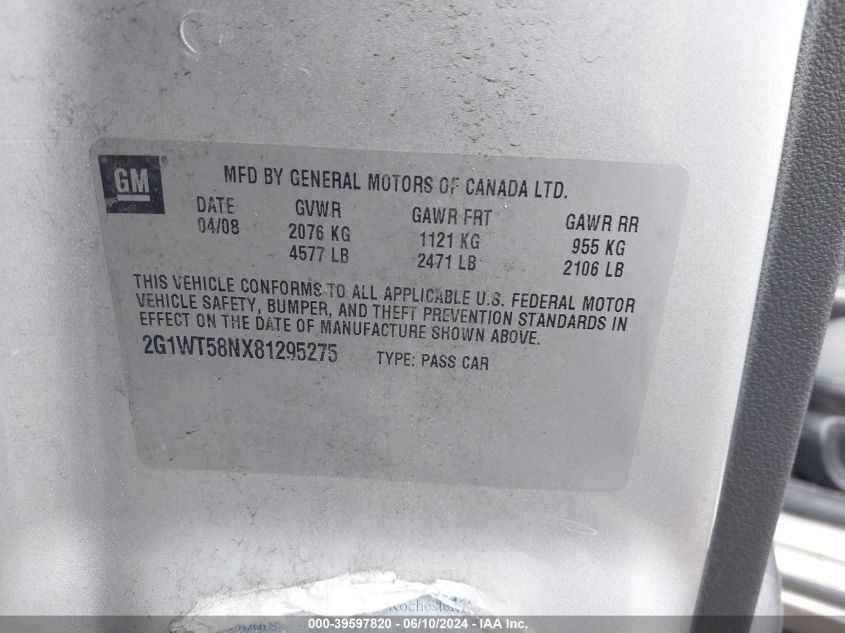 GM
MFD BY GENERAL MOTORS OF CANADA LTD.
DATE GVWR GAWR FRT GAWR RR
04/08 2076 KG 1121 KG 955 KG
4577 LB 2471 LB 2106 LB
THIS VEHICLE CONFORMS TO ALL APPLICABLE U.S. FEDERAL MOTOR
VEHICLE SAFETY, BUMPER, AND THEFT PREVENTION STANDARDS IN
EFFECT ON THE DATE OF MANUFACTURE SHOWN ABOVE.
2G1WT58NX81295275 TYPE: PASS CAR
Rochester,
000-39597820 - 06/10/2024 - IAA Inc.